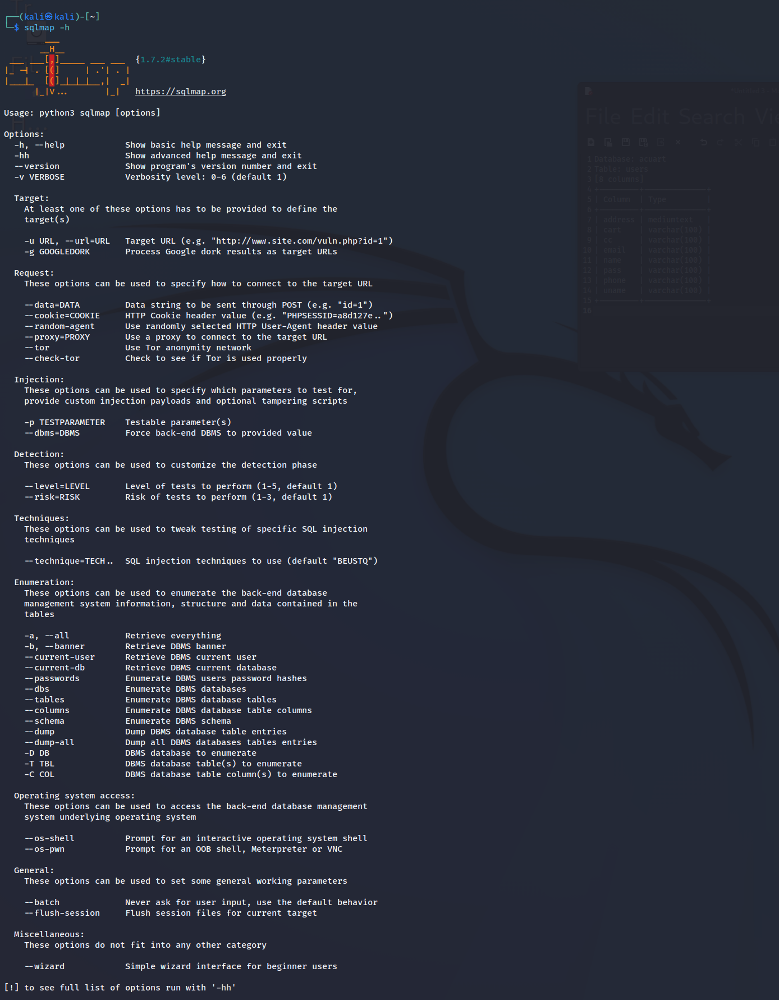 ┌──(kali㉿kali)-[~]
└─$ sqlmap -h
        ___
       __H__
 ___ ___[,]_____ ___ ___  {1.7.2#stable}
|_ -| . [(]     | .'| . |
|___|_  [(]_|_|_|__,|  _|
      |_|V...       |_|   https://sqlmap.org
Usage: python3 sqlmap [options]
Options:
  -h, --help            Show basic help message and exit
  -hh                   Show advanced help message and exit
  --version             Show program's version number and exit
  -v VERBOSE            Verbosity level: 0-6 (default 1)
  Target:
    At least one of these options has to be provided to define the
    target(s)
    -u URL, --url=URL   Target URL (e.g. "http://www.site.com/vuln.php?id=1")
    -g GOOGLEDORK       Process Google dork results as target URLs
  Request:
    These options can be used to specify how to connect to the target URL
    --data=DATA         Data string to be sent through POST (e.g. "id=1")
    --cookie=COOKIE     HTTP Cookie header value (e.g. "PHPSESSID=a8d127e..")
    --random-agent      Use randomly selected HTTP User-Agent header value
    --proxy=PROXY       Use a proxy to connect to the target URL
    --tor               Use Tor anonymity network
    --check-tor         Check to see if Tor is used properly
  Injection:
    These options can be used to specify which parameters to test for,
    provide custom injection payloads and optional tampering scripts
    -p TESTPARAMETER    Testable parameter(s)
    --dbms=DBMS         Force back-end DBMS to provided value
  Detection:
    These options can be used to customize the detection phase
    --level=LEVEL       Level of tests to perform (1-5, default 1)
    --risk=RISK         Risk of tests to perform (1-3, default 1)
  Techniques:
    These options can be used to tweak testing of specific SQL injection
    techniques
    --technique=TECH..  SQL injection techniques to use (default "BEUSTQ")
  Enumeration:
    These options can be used to enumerate the back-end database
    management system information, structure and data contained in the
    tables
    -a, --all           Retrieve everything
    -b, --banner        Retrieve DBMS banner
    --current-user      Retrieve DBMS current user
    --current-db        Retrieve DBMS current database
    --passwords         Enumerate DBMS users password hashes
    --dbs               Enumerate DBMS databases
    --tables            Enumerate DBMS database tables
    --columns           Enumerate DBMS database table columns
    --schema            Enumerate DBMS schema
    --dump              Dump DBMS database table entries
    --dump-all          Dump all DBMS databases tables entries
    -D DB               DBMS database to enumerate
    -T TBL              DBMS database table(s) to enumerate
    -C COL              DBMS database table column(s) to enumerate
  Operating system access:
    These options can be used to access the back-end database management
    system underlying operating system
    --os-shell          Prompt for an interactive operating system shell
    --os-pwn            Prompt for an OOB shell, Meterpreter or VNC
  General:
    These options can be used to set some general working parameters
    --batch             Never ask for user input, use the default behavior
    --flush-session     Flush session files for current target
  Miscellaneous:
    These options do not fit into any other category
    --wizard            Simple wizard interface for beginner users
[!] to see full list of options run with '-hh'
File Edit Search
1 Database: acuart
2 Table: users
3 [8 columns]
4 +---------+--------------+
5 | Column  | Type         |
6 +---------+--------------+
7 | address | mediumtext   |
8 | cart    | varchar(100) |
9 | cc      | varchar(100) |
10 | email   | varchar(100) |
11 | name    | varchar(100) |
12 | pass    | varchar(100) |
13 | phone   | varchar(100) |
14 | uname   | varchar(100) |
15 +---------+--------------+
16